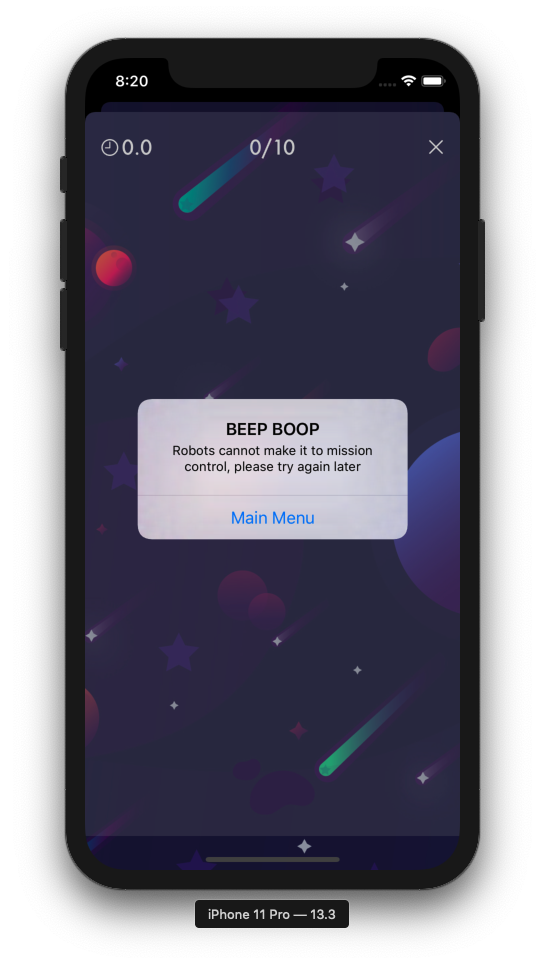 8:20
0.0 0/10
BEEP BOOP
Robots cannot make it to mission
control, please try again later
Main Menu
iPhone 11 Pro — 13.3